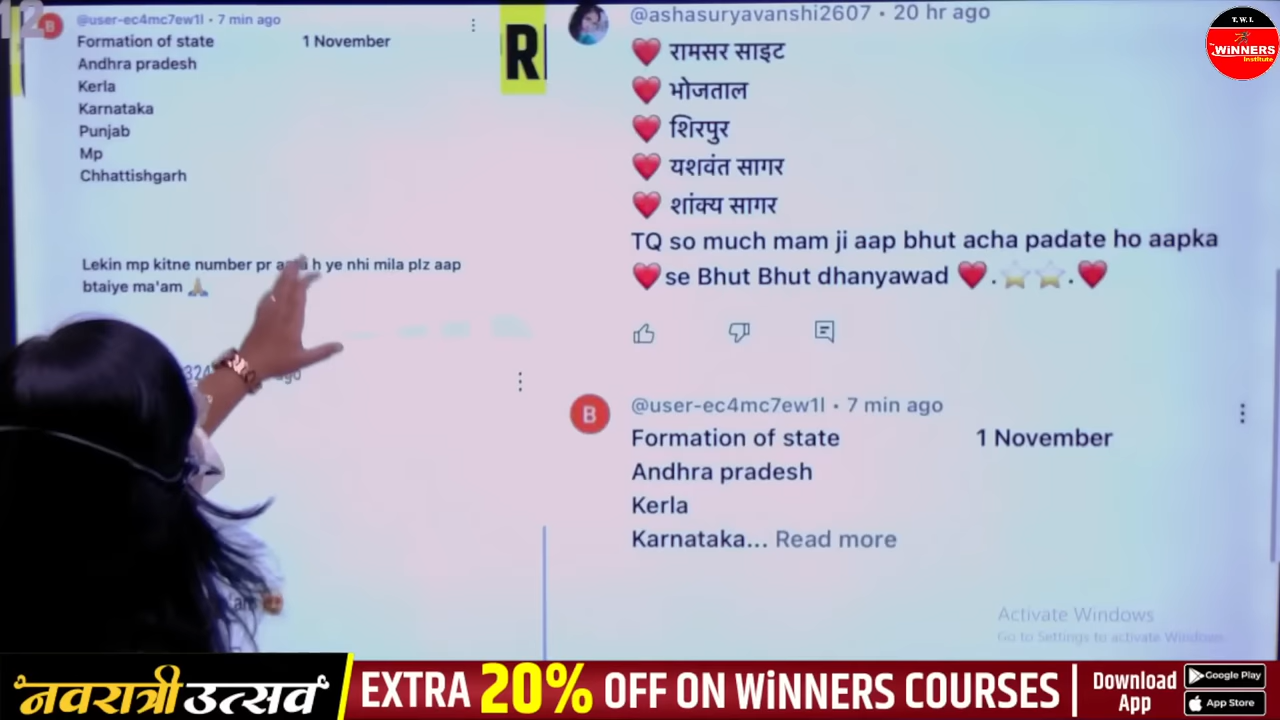 12
B
@user-ec4mc7ew1l • 7 min ago
Formation of state 1 November
Andhra pradesh
Kerla
Karnataka
Punjab
Mp
Chhattishgarh
Lekin mp kitne number pr h ye nhi mila plz aap
btaiye ma'am 🙏
324 ago
R
@ashasuryavanshi2607 • 20 hr ago
❤️ रामसर साइट
❤️ भोजताल
❤️ शिरपुर
❤️ यशवंत सागर
❤️ शांक्य सागर
TQ so much mam ji aap bhut acha padate ho aapka
❤️se Bhut Bhut dhanyawad ❤️.⭐⭐.❤️
B
@user-ec4mc7ew1l • 7 min ago
Formation of state 1 November
Andhra pradesh
Kerla
Karnataka... Read more
Activate Windows
Go to Settings to activate Windows.
T.W.I.
The WiNNERS
institute
नवरात्री उत्सव
EXTRA 20% OFF ON WiNNERS COURSES
Download
App
Google Play
App Store